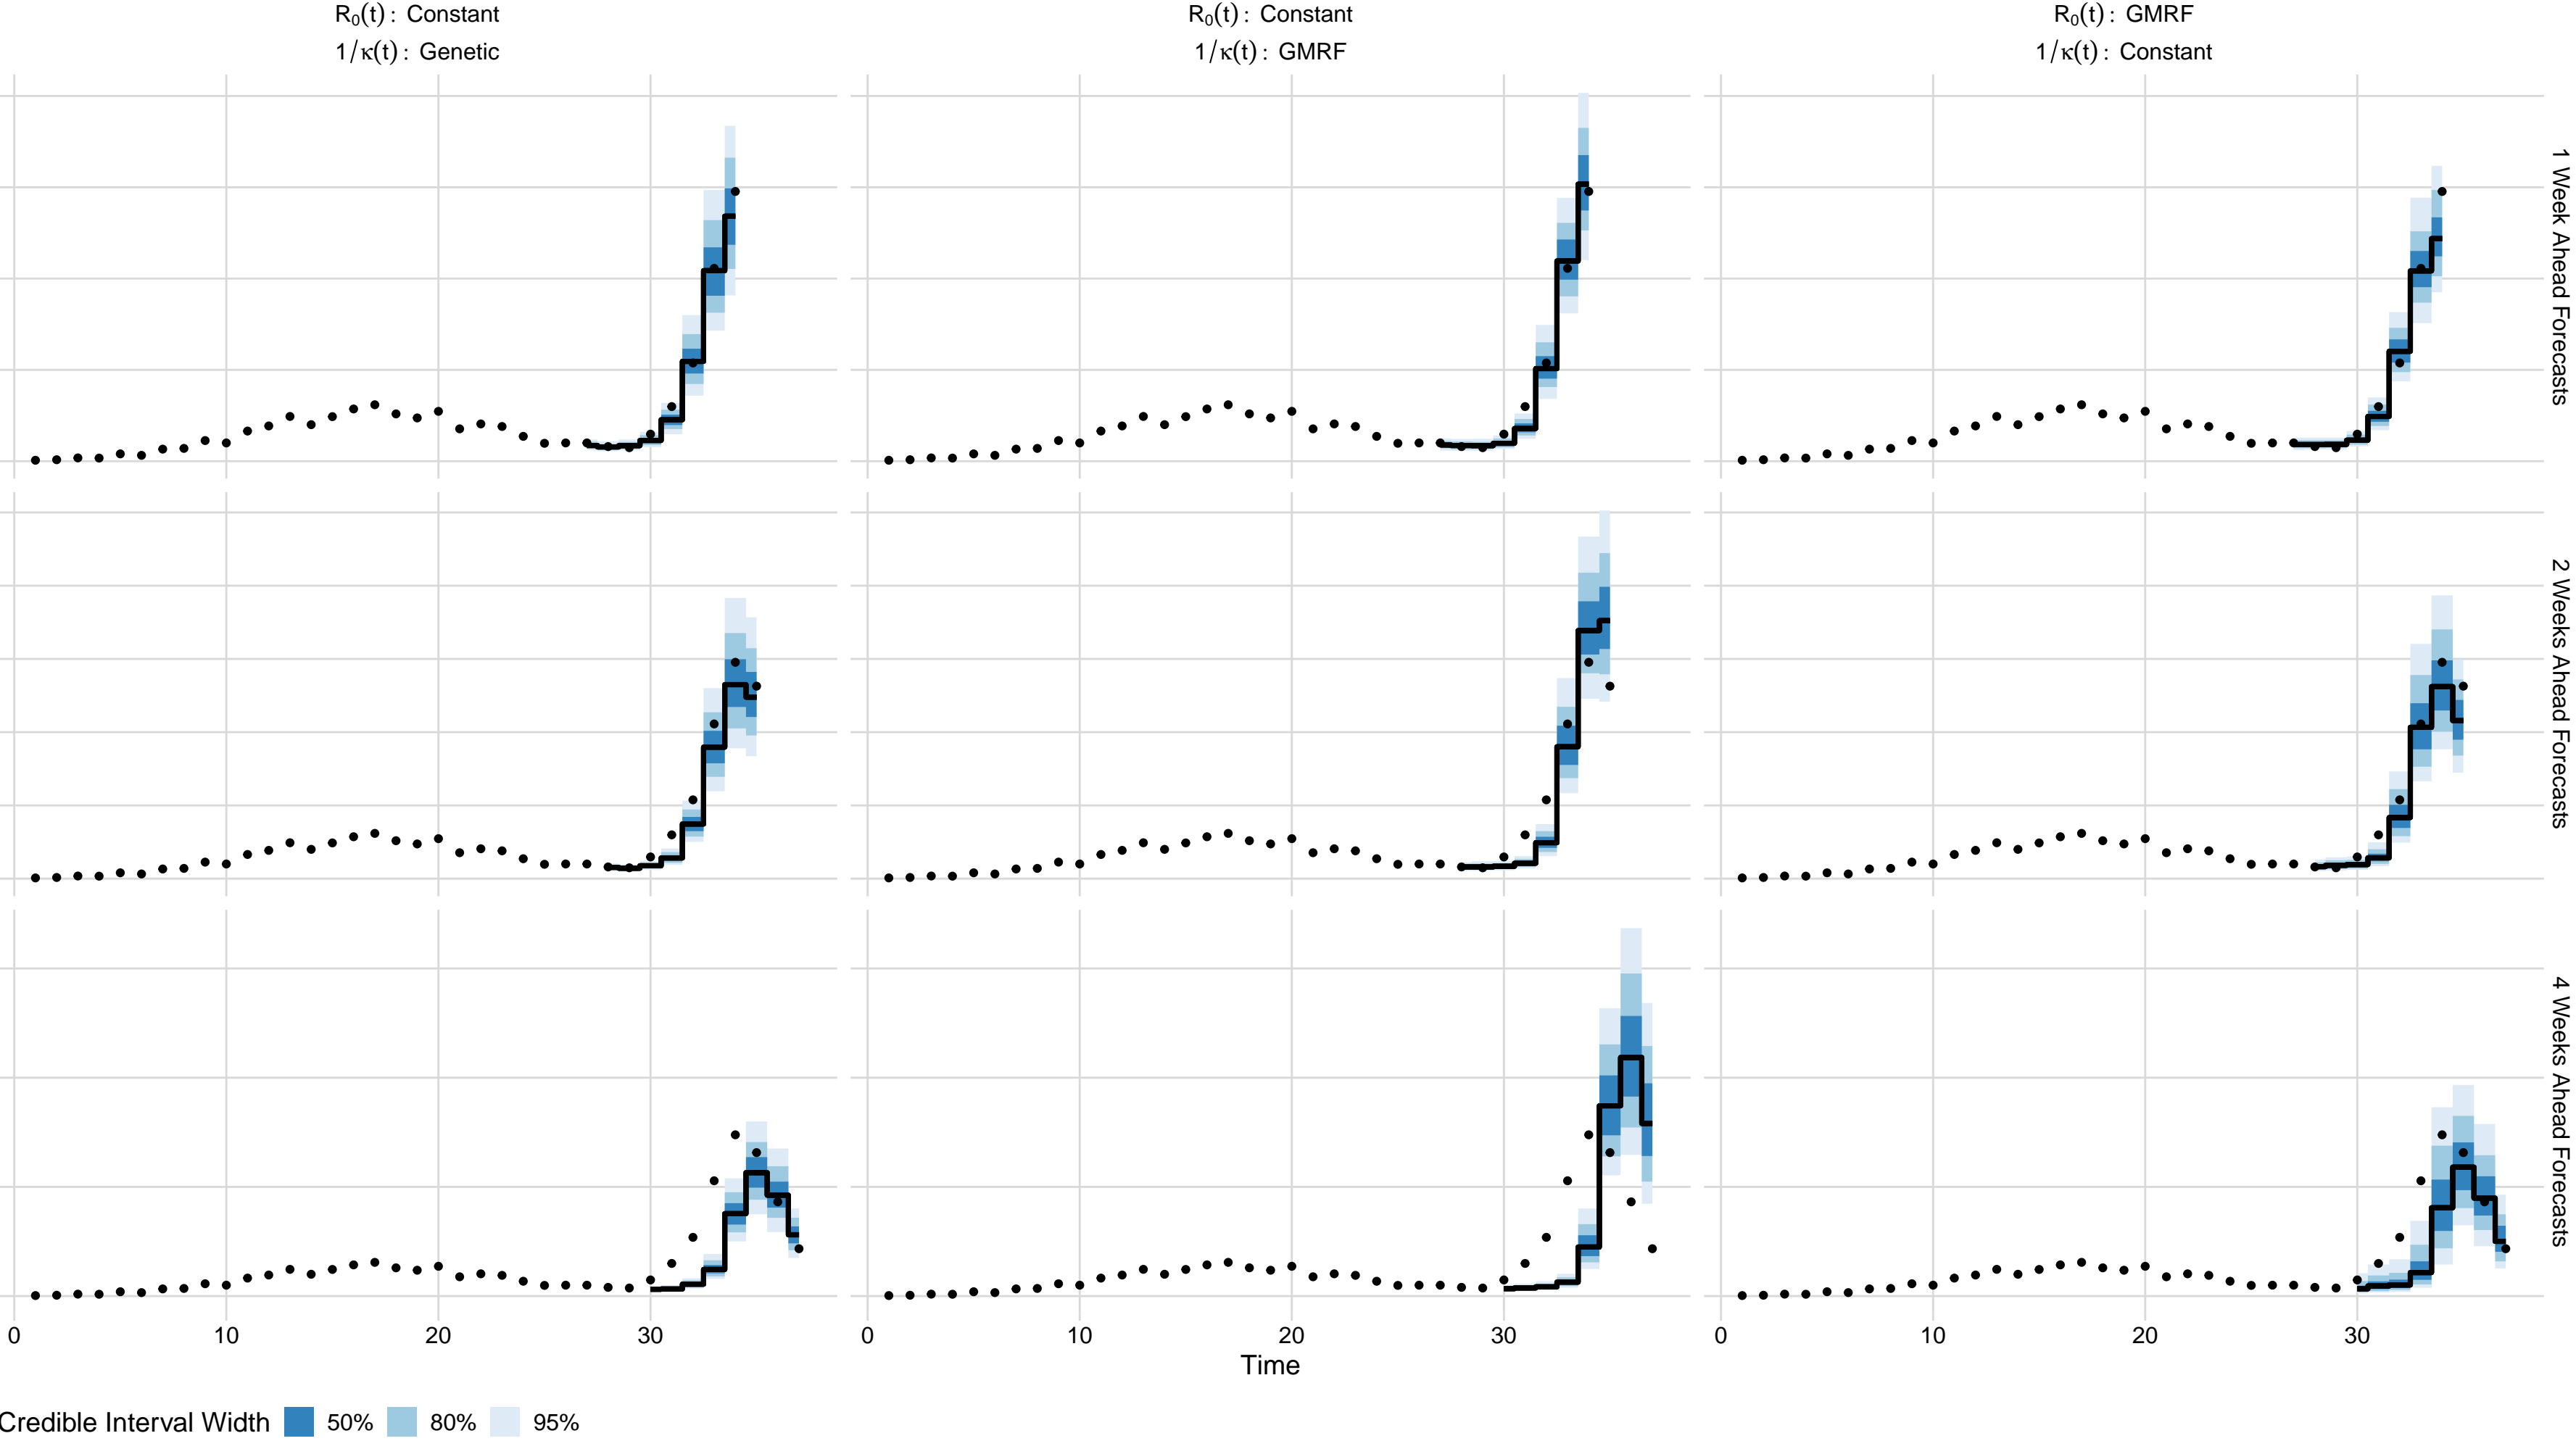 R₀(t) : Constant
1/κ(t) : Genetic
R₀(t) : Constant
1/κ(t) : GMRF
R₀(t) : GMRF
1/κ(t) : Constant
1 Week Ahead Forecasts
2 Weeks Ahead Forecasts
4 Weeks Ahead Forecasts
0 10 20 30 0 10 20 30 0 10 20 30
Time
Credible Interval Width 50% 80% 95%